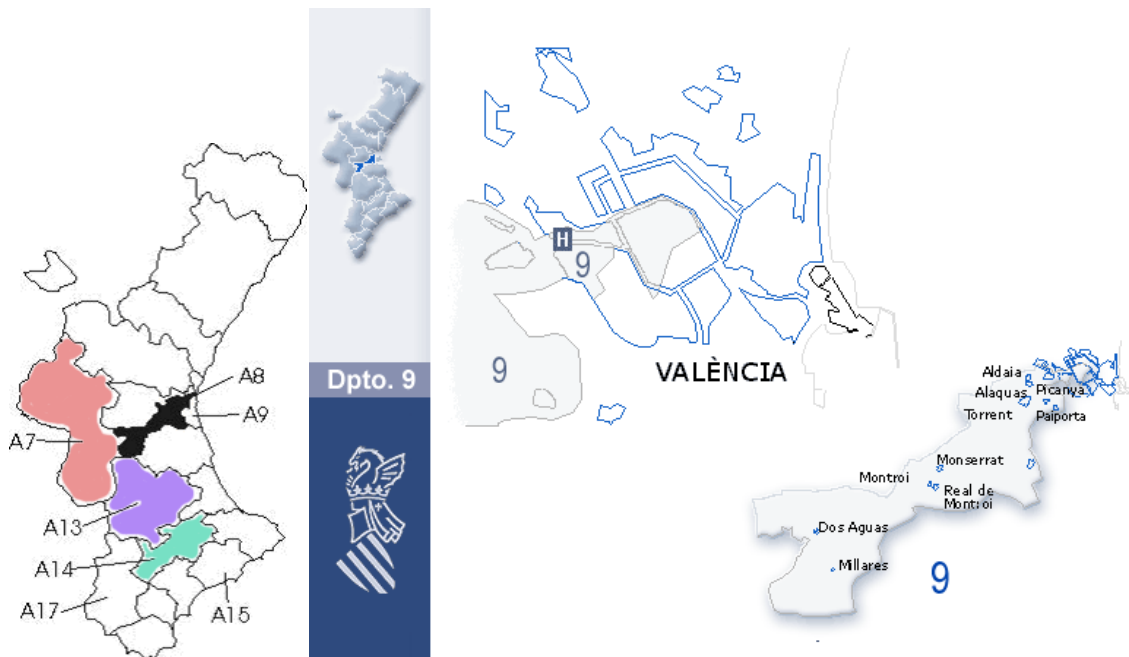 A8
A9
A7
A13
A14
A17
A15
Dpto. 9
H
9
9
VALÈNCIA
Aldaia
Alaquas
Picanya
Torrent
Paiporta
Monserrat
Montroi
Real de
Montroi
Dos Aguas
Millares
9